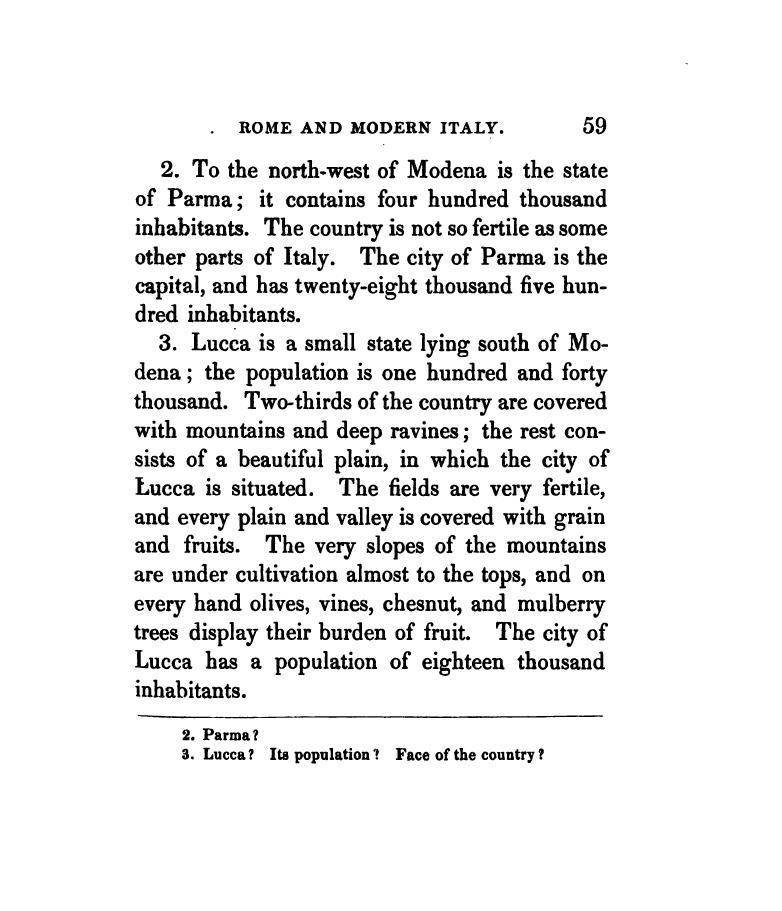 ROME AND MODERN ITALY. 59
2. To the north-west of Modena is the state
of Parma; it contains four hundred thousand
inhabitants. The country is not so fertile as some
other parts of Italy. The city of Parma is the
capital, and has twenty-eight thousand five hun-
dred inhabitants.
3. Lucca is a small state lying south of Mo-
dena; the population is one hundred and forty
thousand. Two-thirds of the country are covered
with mountains and deep ravines; the rest con-
sists of a beautiful plain, in which the city of
Lucca is situated. The fields are very fertile,
and every plain and valley is covered with grain
and fruits. The very slopes of the mountains
are under cultivation almost to the tops, and on
every hand olives, vines, chesnut, and mulberry
trees display their burden of fruit. The city of
Lucca has a population of eighteen thousand
inhabitants.
2. Parma?
3. Lucca? Its population? Face of the country?